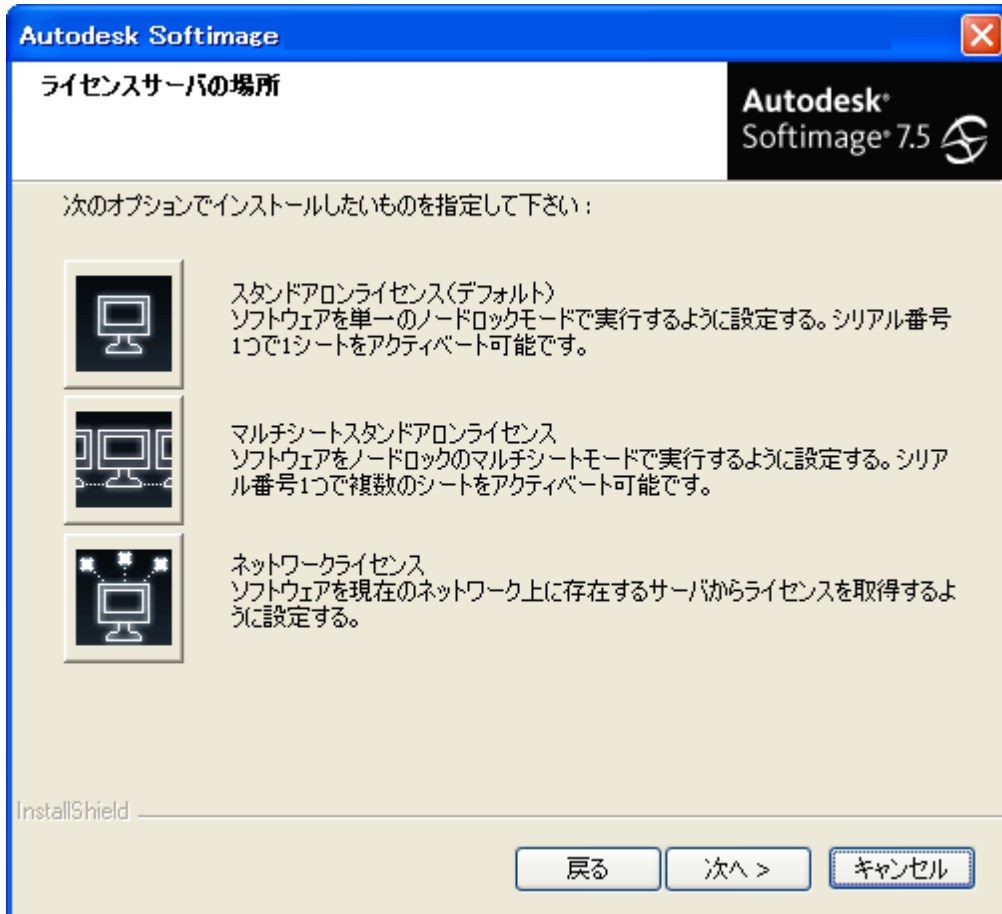 Autodesk Softimage
ライセンスサーバの場所
Autodesk®
Softimage® 7.5
次のオプションでインストールしたいものを指定して下さい:
スタンドアロンライセンス(デフォルト)
ソフトウェアを単一のノードロックモードで実行するように設定する。シリアル番号
1つで1シートをアクティベート可能です。
マルチシートスタンドアロンライセンス
ソフトウェアをノードロックのマルチシートモードで実行するように設定する。シリア
ル番号1つで複数のシートをアクティベート可能です。
ネットワークライセンス
ソフトウェアを現在のネットワーク上に存在するサーバからライセンスを取得するよ
うに設定する。
InstallShield
戻る
次へ >
キャンセル